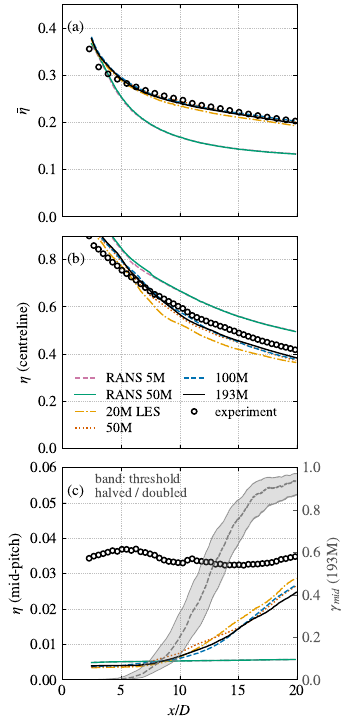 (a)
0.4
0.3
0.2
0.1
0.0
η̄
(b)
0.8
0.6
0.4
0.2
0.0
η (centreline)
RANS 5M
RANS 50M
20M LES
50M
100M
193M
experiment
(c)
band: threshold
halved / doubled
0.06
0.05
0.04
0.03
0.02
0.01
0.00
η (mid-pitch)
1.0
0.8
0.6
0.4
0.2
0.0
γmid (193M)
0
5
10
15
20
x/D